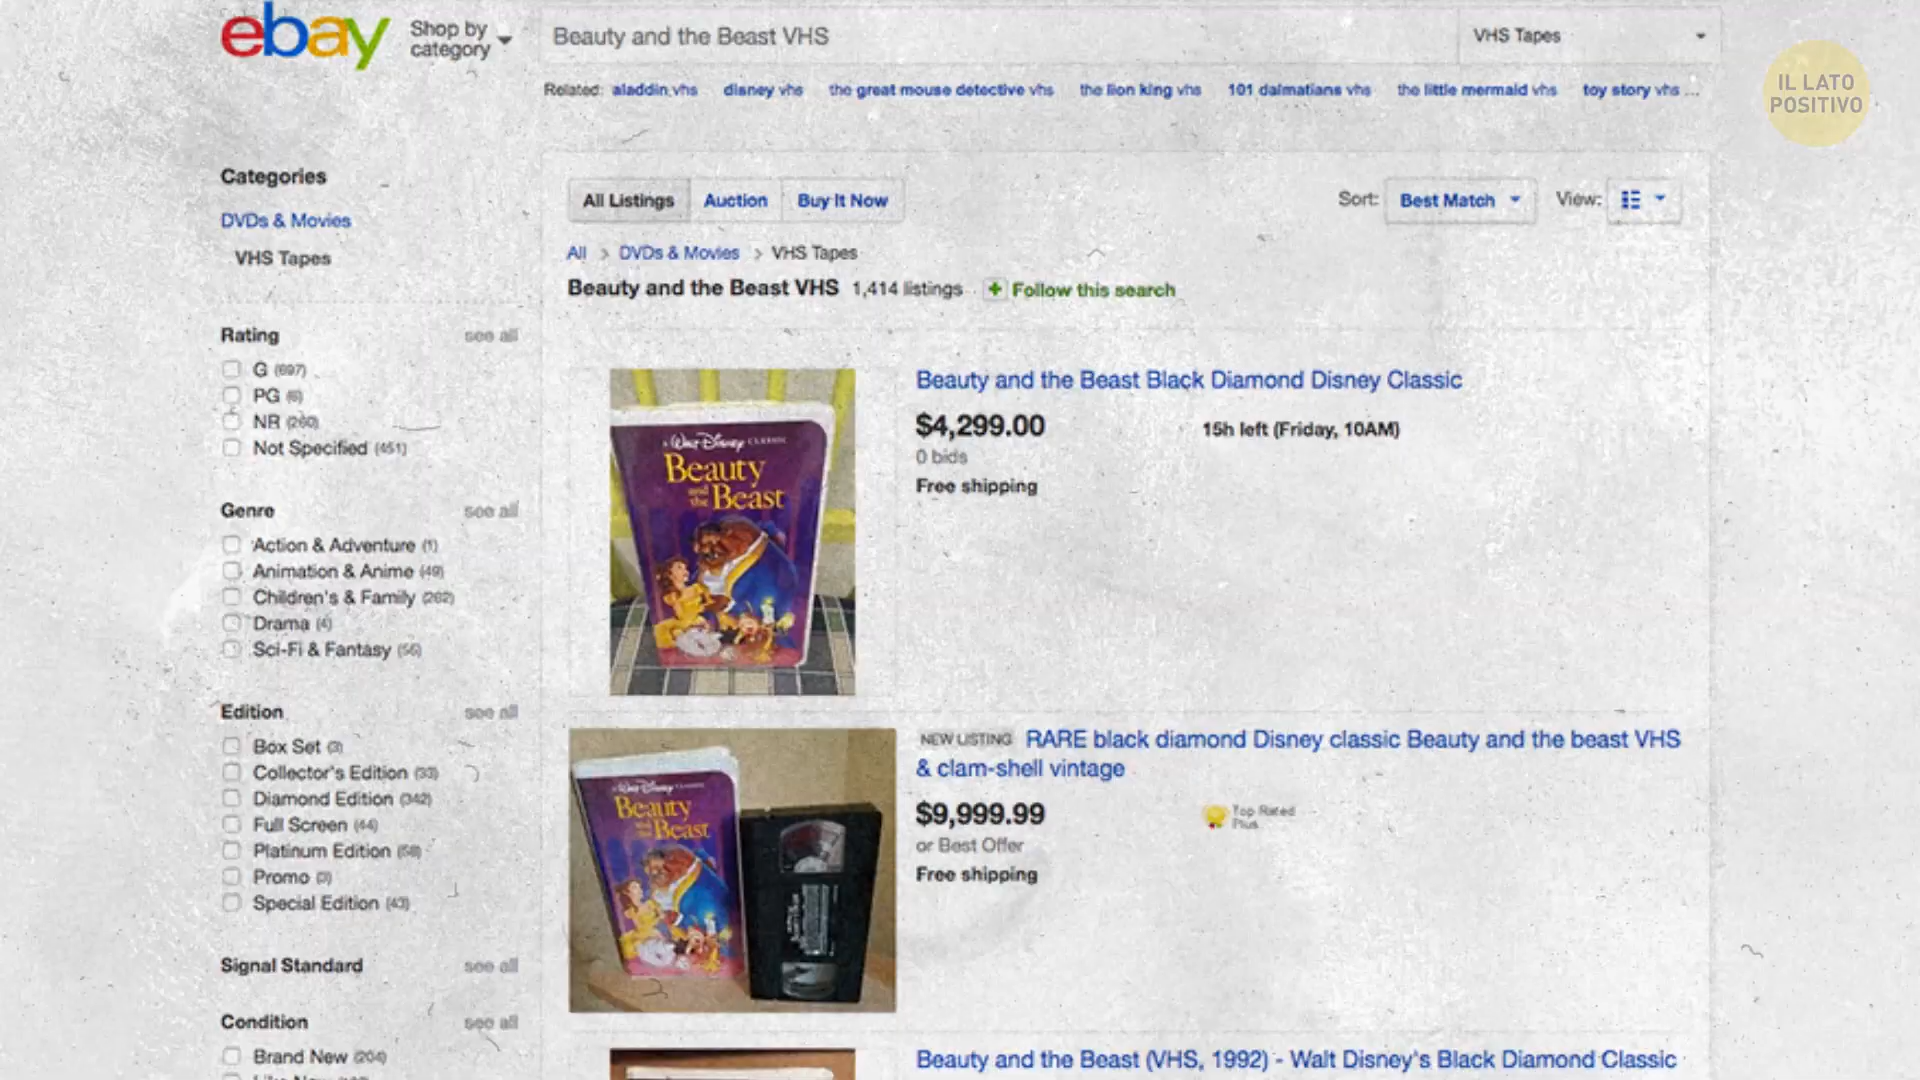 ebay
Shop by
category
Beauty and the Beast VHS
VHS Tapes
IL LATO
POSITIVO
Related: aladdin vhs disney vhs the great mouse detective vhs the lion king vhs 101 dalmatians vhs the little mermaid vhs toy story vhs ...
Categories
DVDs & Movies
VHS Tapes
Rating see all
G (697)
PG (6)
NR (260)
Not Specified (451)
Genre see all
Action & Adventure (1)
Animation & Anime (49)
Children's & Family (262)
Drama (4)
Sci-Fi & Fantasy (56)
Edition see all
Box Set (3)
Collector's Edition (33)
Diamond Edition (342)
Full Screen (44)
Platinum Edition (58)
Promo (3)
Special Edition (43)
Signal Standard see all
Condition see all
Brand New (204)
All Listings Auction Buy It Now
Sort: Best Match View:
All > DVDs & Movies > VHS Tapes
Beauty and the Beast VHS 1,414 listings + Follow this search
Walt Disney CLASSIC
Beauty
and the Beast
Beauty and the Beast Black Diamond Disney Classic
$4,299.00 15h left (Friday, 10AM)
0 bids
Free shipping
Walt Disney
Beauty
and the Beast
NEW LISTING RARE black diamond Disney classic Beauty and the beast VHS
& clam-shell vintage
$9,999.99 Top Rated
Plus
or Best Offer
Free shipping
Beauty and the Beast (VHS, 1992) - Walt Disney's Black Diamond Classic